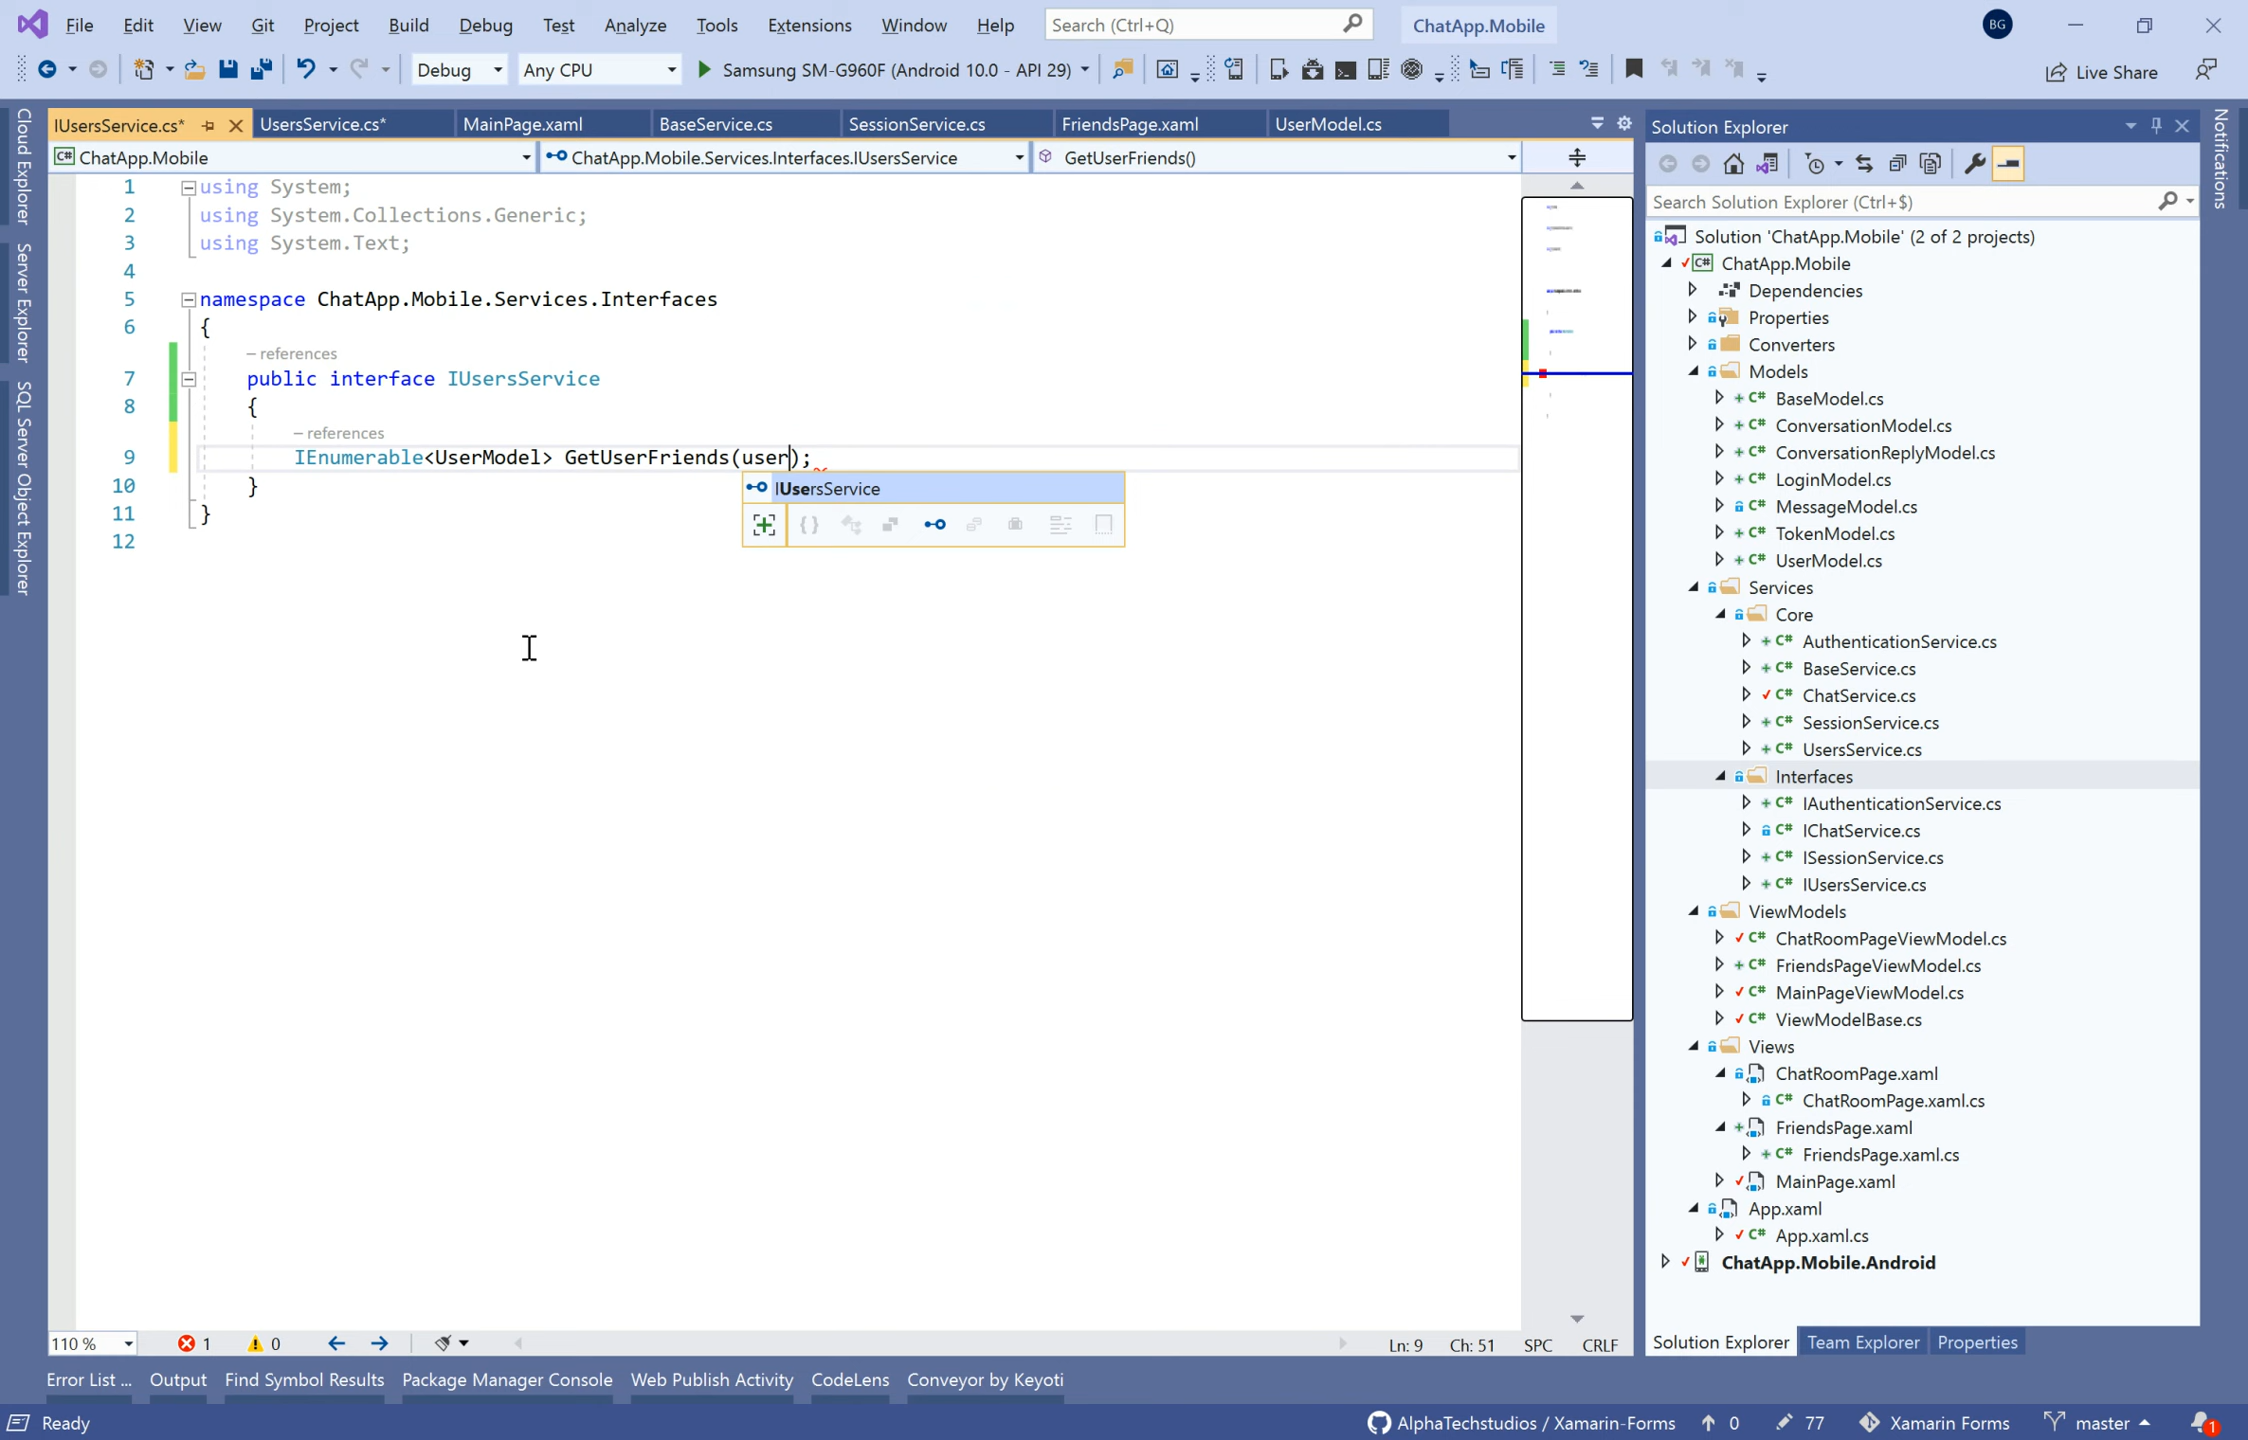 File Edit View Git Project Build Debug Test Analyze Tools Extensions Window Help Search (Ctrl+Q) ChatApp.Mobile BG
Debug Any CPU Samsung SM-G960F (Android 10.0 - API 29) Live Share
IUsersService.cs* UsersService.cs* MainPage.xaml BaseService.cs SessionService.cs FriendsPage.xaml UserModel.cs
ChatApp.Mobile ChatApp.Mobile.Services.Interfaces.IUsersService GetUserFriends()
Cloud Explorer
Server Explorer
SQL Server Object Explorer
1 using System;
2 using System.Collections.Generic;
3 using System.Text;
4
5 namespace ChatApp.Mobile.Services.Interfaces
6 {
– references
7 public interface IUsersService
8 {
– references
9 IEnumerable<UserModel> GetUserFriends(user);
IUsersService
10 }
11 }
12
110 % 1 0 Ln: 9 Ch: 51 SPC CRLF
Solution Explorer
Search Solution Explorer (Ctrl+$)
Solution 'ChatApp.Mobile' (2 of 2 projects)
C# ChatApp.Mobile
Dependencies
Properties
Converters
Models
C# BaseModel.cs
C# ConversationModel.cs
C# ConversationReplyModel.cs
C# LoginModel.cs
C# MessageModel.cs
C# TokenModel.cs
C# UserModel.cs
Services
Core
C# AuthenticationService.cs
C# BaseService.cs
C# ChatService.cs
C# SessionService.cs
C# UsersService.cs
Interfaces
C# IAuthenticationService.cs
C# IChatService.cs
C# ISessionService.cs
C# IUsersService.cs
ViewModels
C# ChatRoomPageViewModel.cs
C# FriendsPageViewModel.cs
C# MainPageViewModel.cs
C# ViewModelBase.cs
Views
ChatRoomPage.xaml
C# ChatRoomPage.xaml.cs
FriendsPage.xaml
C# FriendsPage.xaml.cs
MainPage.xaml
App.xaml
C# App.xaml.cs
ChatApp.Mobile.Android
Solution Explorer Team Explorer Properties
Notifications
Error List ... Output Find Symbol Results Package Manager Console Web Publish Activity CodeLens Conveyor by Keyoti
Ready AlphaTechstudios / Xamarin-Forms 0 77 Xamarin Forms master 1